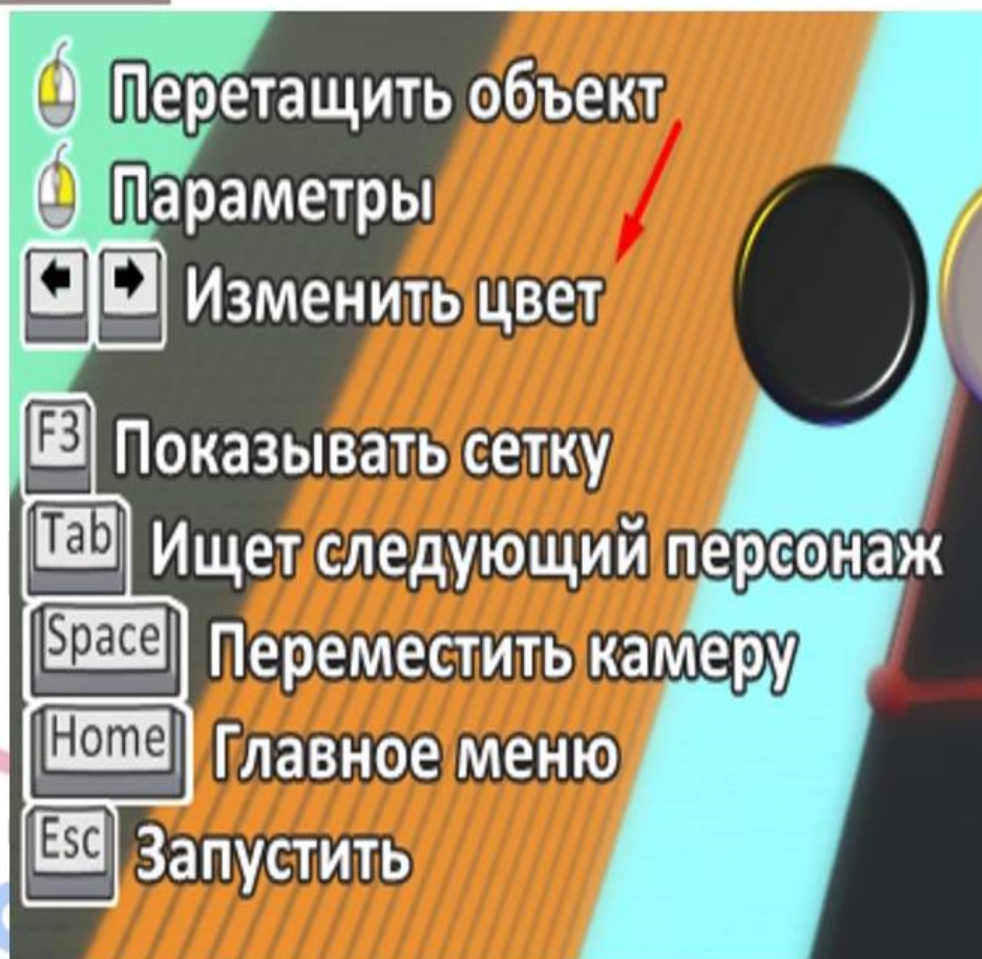 Перетащить объект
Параметры
Изменить цвет
F3 Показывать сетку
Tab Ищет следующий персонаж
Space Переместить камеру
Home Главное меню
Esc Запустить